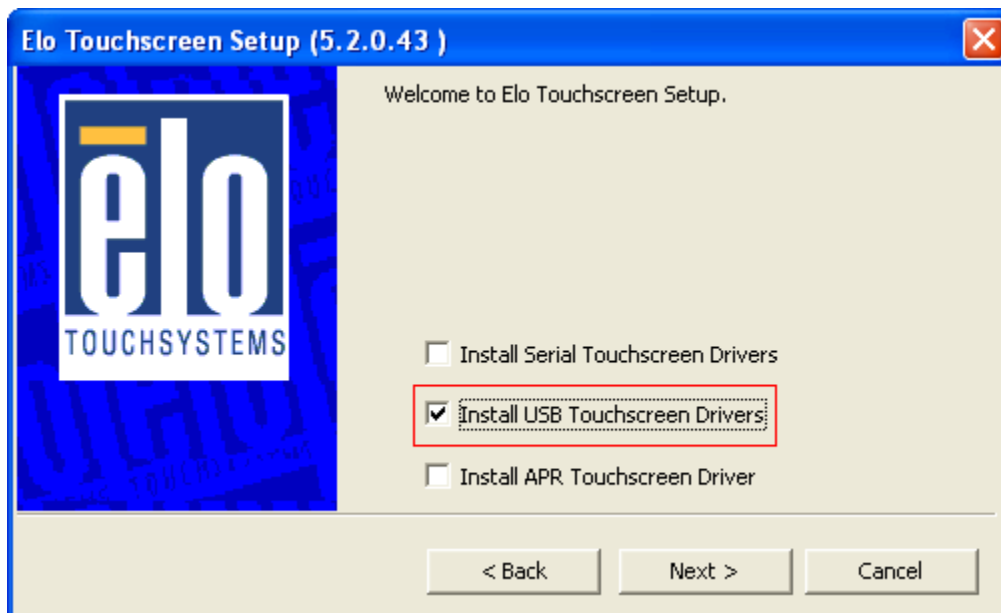 Elo Touchscreen Setup (5.2.0.43 )
Welcome to Elo Touchscreen Setup.
ēlo
TOUCHSYSTEMS
Install Serial Touchscreen Drivers
Install USB Touchscreen Drivers
Install APR Touchscreen Driver
< Back
Next >
Cancel